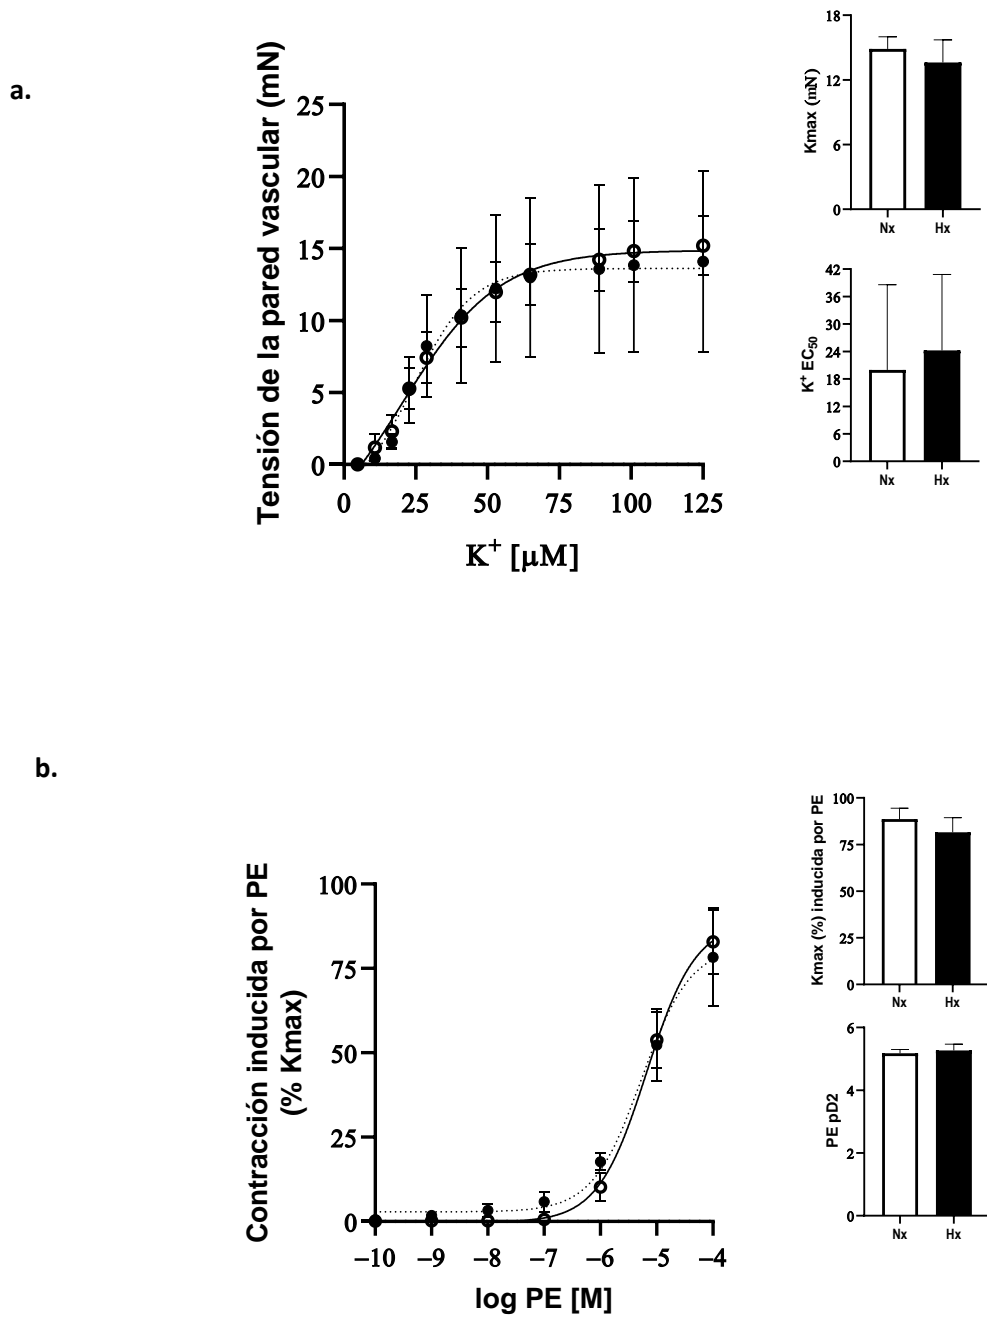 a.
Tensión de la pared vascular (mN)
25
20
15
10
5
0
0 25 50 75 100 125
K⁺ [µM]
Kmax (mN)
18
12
6
0
Nx Hx
K⁺ EC₅₀
42
36
30
24
18
12
6
0
Nx Hx
b.
Contracción inducida por PE
(% Kmax)
100
75
50
25
0
−10 −9 −8 −7 −6 −5 −4
log PE [M]
Kmax (%) inducida por PE
100
75
50
25
0
Nx Hx
PE pD2
6
4
2
0
Nx Hx